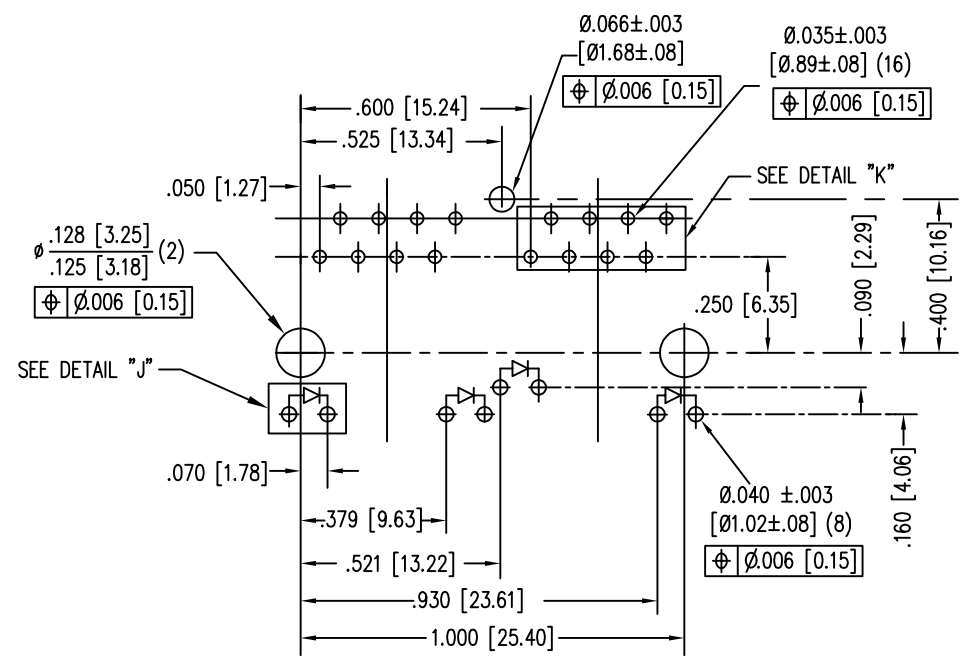 Ø.066±.003
[Ø1.68±.08]
⌖ Ø.006 [0.15]
Ø.035±.003
[Ø.89±.08] (16)
⌖ Ø.006 [0.15]
.600 [15.24]
.525 [13.34]
.050 [1.27]
SEE DETAIL "K"
ø .128 [3.25] (2)
.125 [3.18]
⌖ Ø.006 [0.15]
.250 [6.35]
.090 [2.29]
.400 [10.16]
SEE DETAIL "J"
.070 [1.78]
.379 [9.63]
.521 [13.22]
.930 [23.61]
1.000 [25.40]
Ø.040 ±.003
[Ø1.02±.08] (8)
⌖ Ø.006 [0.15]
.160 [4.06]